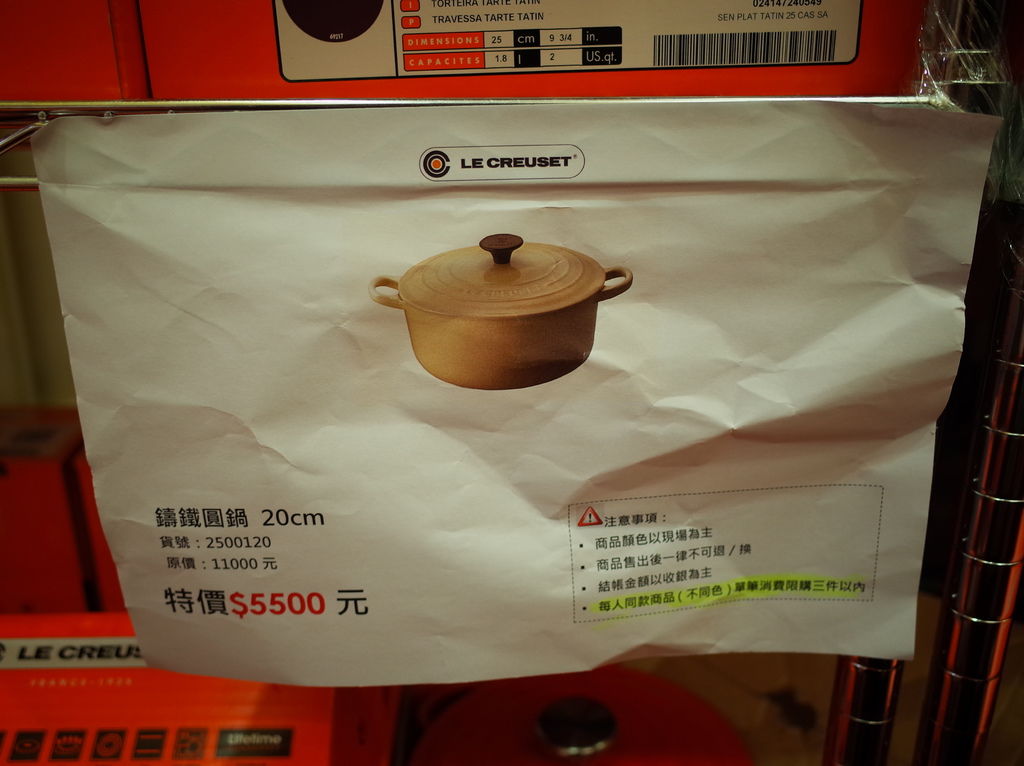 I TORTEIRA TARTE TATIN
P TRAVESSA TARTE TATIN
DIMENSIONS 25 cm 9 3/4 in.
CAPACITES 1.8 l 2 US.qt.
69217
024147240549
SEN PLAT TATIN 25 CAS SA
LE CREUSET
鑄鐵圓鍋 20cm
貨號：2500120
原價：11000 元
特價$5500 元
注意事項：
▪ 商品顏色以現場為主
▪ 商品售出後一律不可退 / 換
▪ 結帳金額以收銀為主
▪ 每人同款商品 ( 不同色 ) 單筆消費限購三件以內
LE CREUS
FRANCE-1925
Lifetime